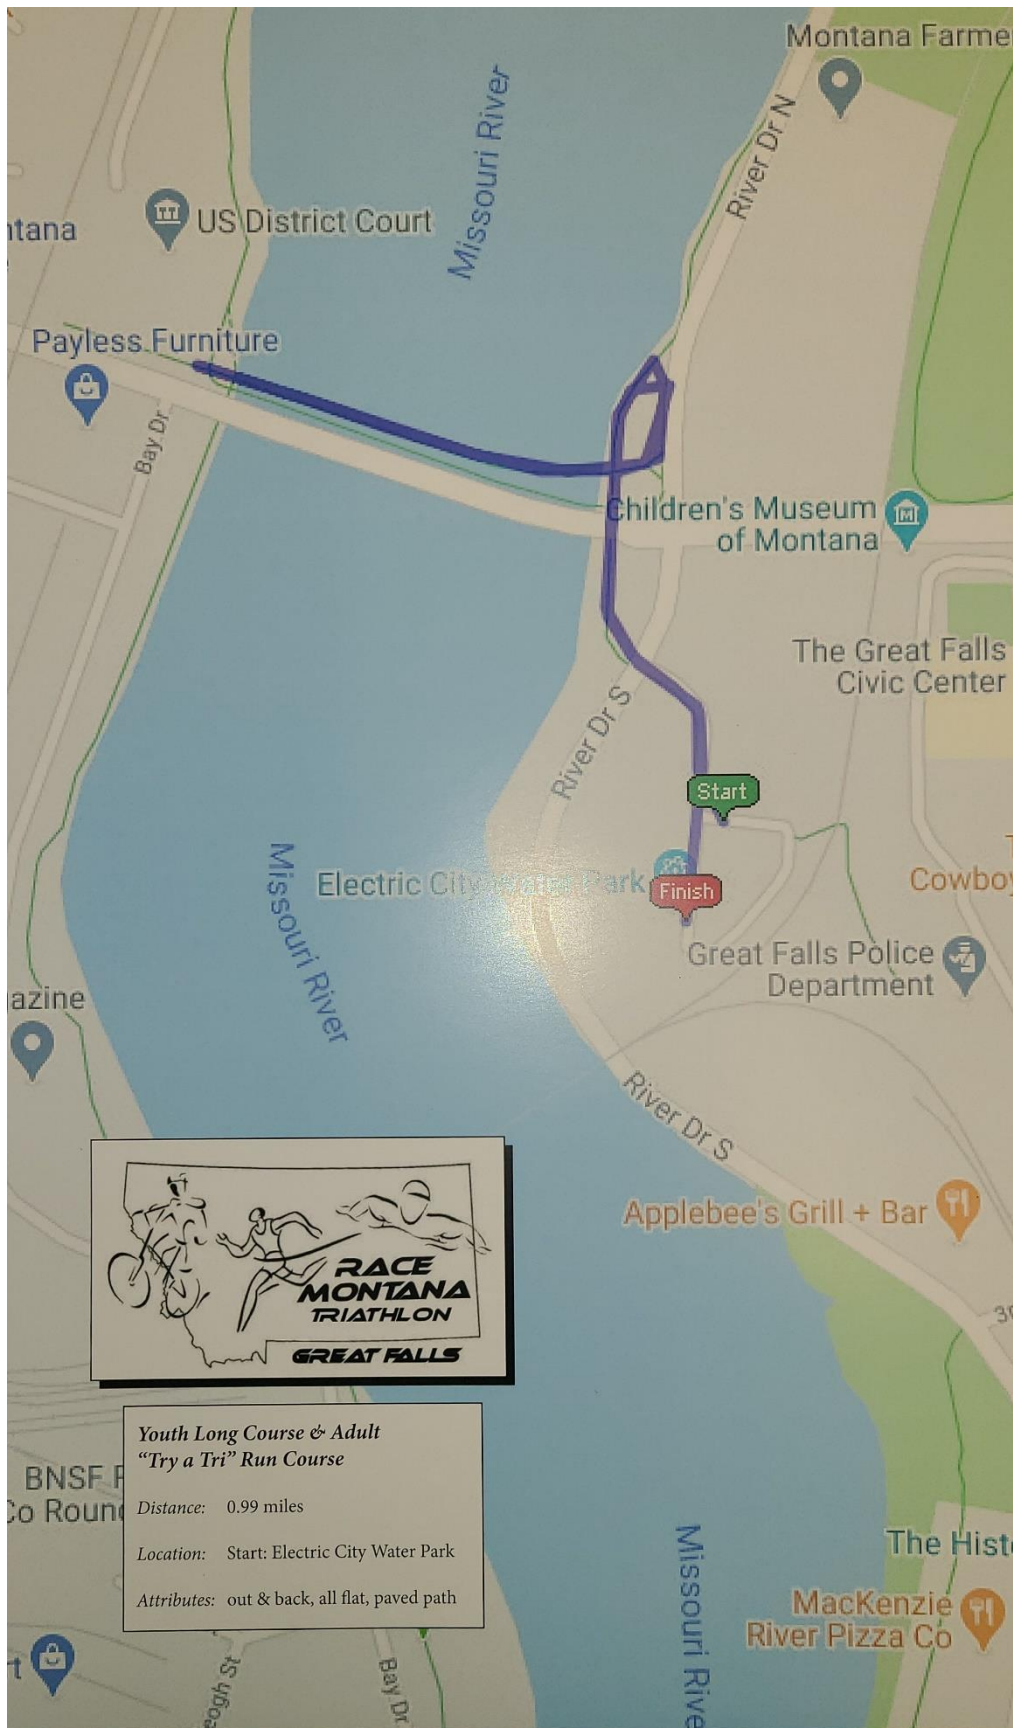 Montana Farme
Missouri River
River Dr N
US District Court
ntana
Payless Furniture
Bay Dr
Children's Museum
of Montana
The Great Falls
Civic Center
River Dr S
Start
Electric City Water Park
Finish
Cowboy
Missouri River
Great Falls Police
Department
azine
River Dr S
Applebee's Grill + Bar
RACE
MONTANA
TRIATHLON
GREAT FALLS
Youth Long Course & Adult
"Try a Tri" Run Course
BNSF R
Co Round
Distance: 0.99 miles
Location: Start: Electric City Water Park
Attributes: out & back, all flat, paved path
Missouri Rive
The Hist
MacKenzie
River Pizza Co
eogh St
Bay Dr